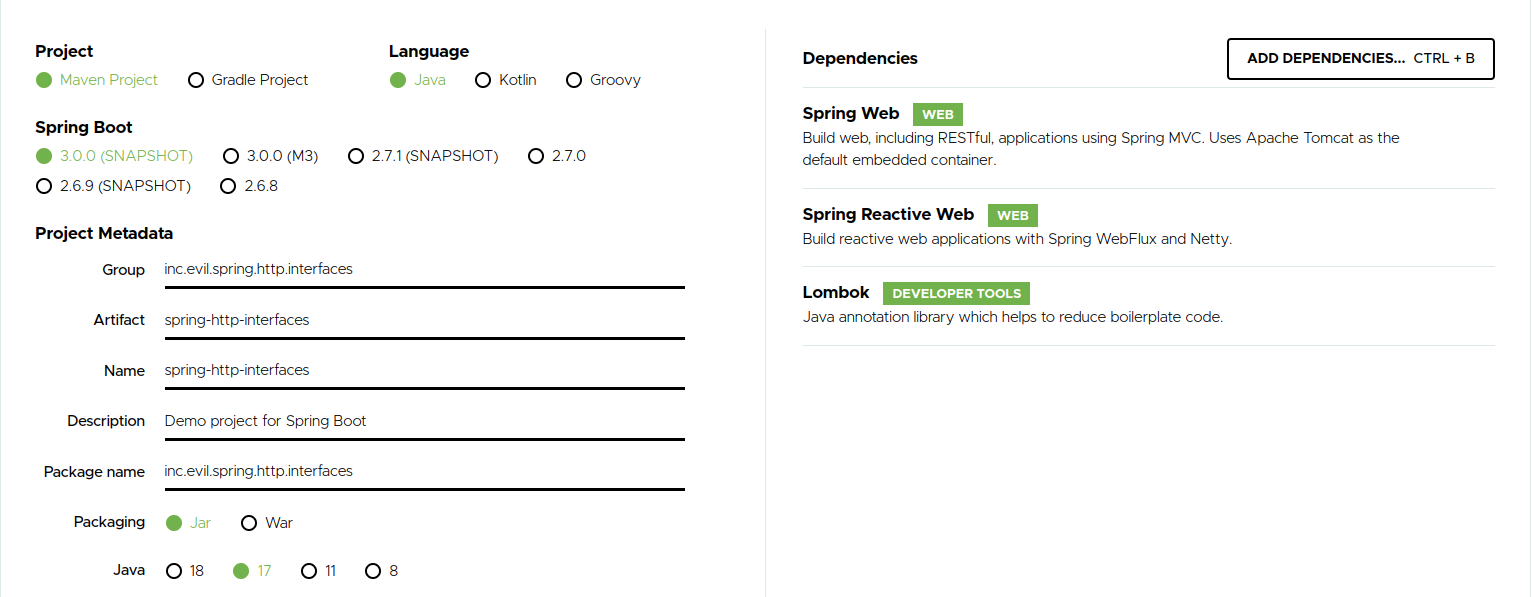 Project
Maven Project Gradle Project
Language
Java Kotlin Groovy
Spring Boot
3.0.0 (SNAPSHOT) 3.0.0 (M3) 2.7.1 (SNAPSHOT) 2.7.0
2.6.9 (SNAPSHOT) 2.6.8
Project Metadata
Group inc.evil.spring.http.interfaces
Artifact spring-http-interfaces
Name spring-http-interfaces
Description Demo project for Spring Boot
Package name inc.evil.spring.http.interfaces
Packaging Jar War
Java 18 17 11 8
Dependencies ADD DEPENDENCIES... CTRL + B
Spring Web WEB
Build web, including RESTful, applications using Spring MVC. Uses Apache Tomcat as the
default embedded container.
Spring Reactive Web WEB
Build reactive web applications with Spring WebFlux and Netty.
Lombok DEVELOPER TOOLS
Java annotation library which helps to reduce boilerplate code.